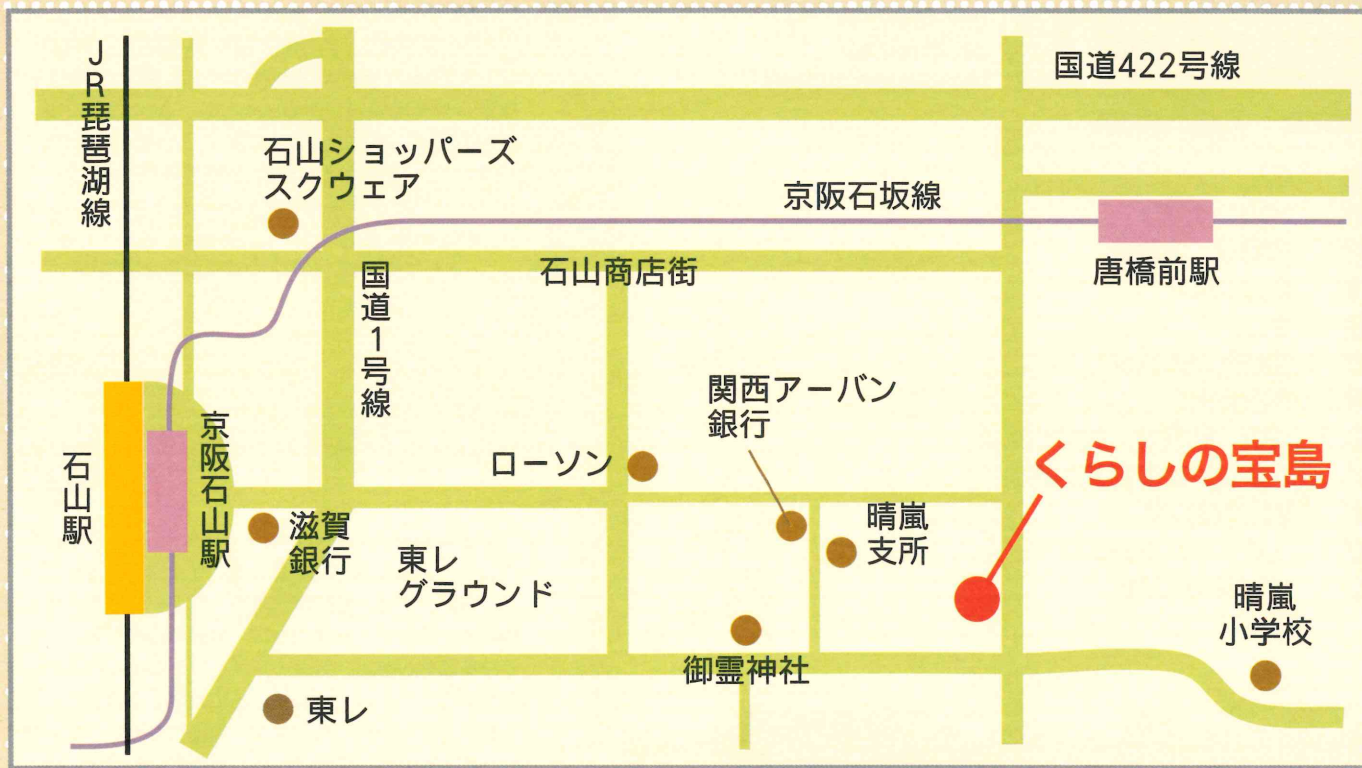 JR琵琶湖線
国道422号線
石山ショッパーズ
スクウェア
京阪石坂線
石山商店街
唐橋前駅
国道1号線
関西アーバン
銀行
ローソン
くらしの宝島
石山駅
京阪石山駅
滋賀
銀行
東レ
グラウンド
晴嵐
支所
晴嵐
小学校
御霊神社
東レ